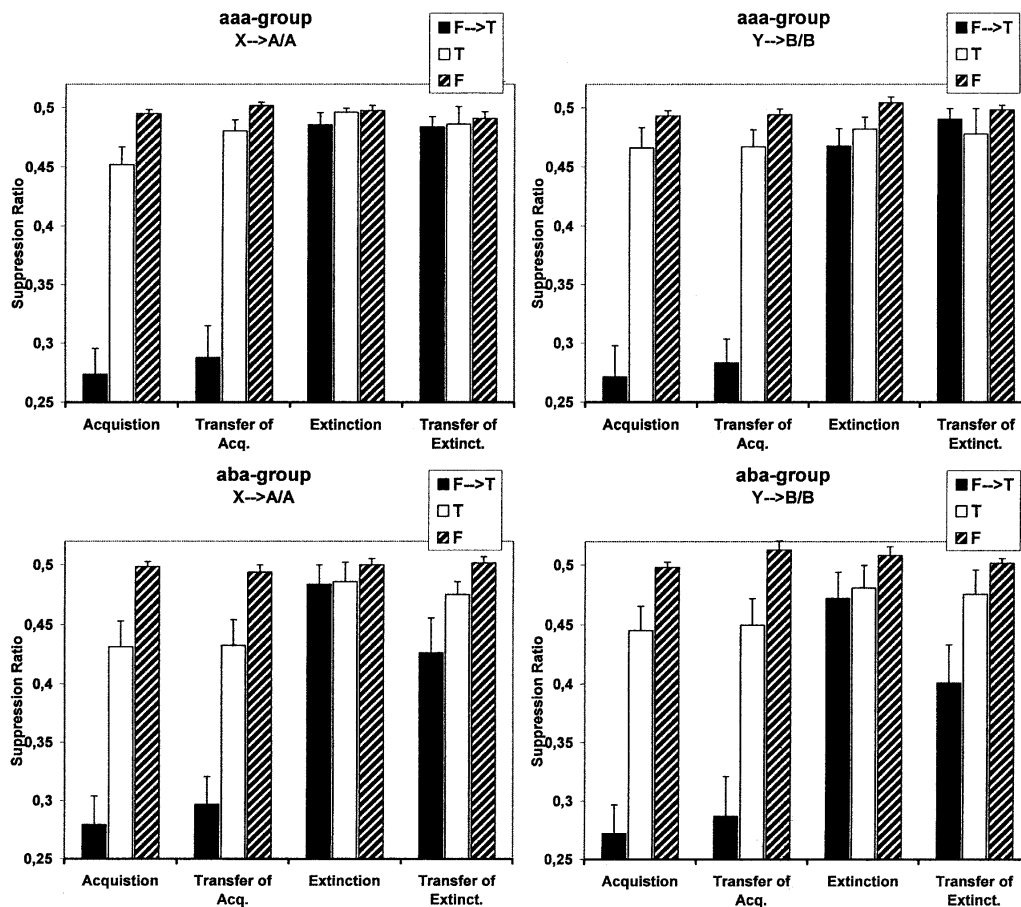 aaa-group
X-->A/A
F-->T
T
F
Suppression Ratio
0,5
0,45
0,4
0,35
0,3
0,25
Acquistion
Transfer of
Acq.
Extinction
Transfer of
Extinct.
aaa-group
Y-->B/B
F-->T
T
F
Suppression Ratio
0,5
0,45
0,4
0,35
0,3
0,25
Acquistion
Transfer of
Acq.
Extinction
Transfer of
Extinct.
aba-group
X-->A/A
F-->T
T
F
Suppression Ratio
0,5
0,45
0,4
0,35
0,3
0,25
Acquistion
Transfer of
Acq.
Extinction
Transfer of
Extinct.
aba-group
Y-->B/B
F-->T
T
F
Suppression Ratio
0,5
0,45
0,4
0,35
0,3
0,25
Acquistion
Transfer of
Acq.
Extinction
Transfer of
Extinct.